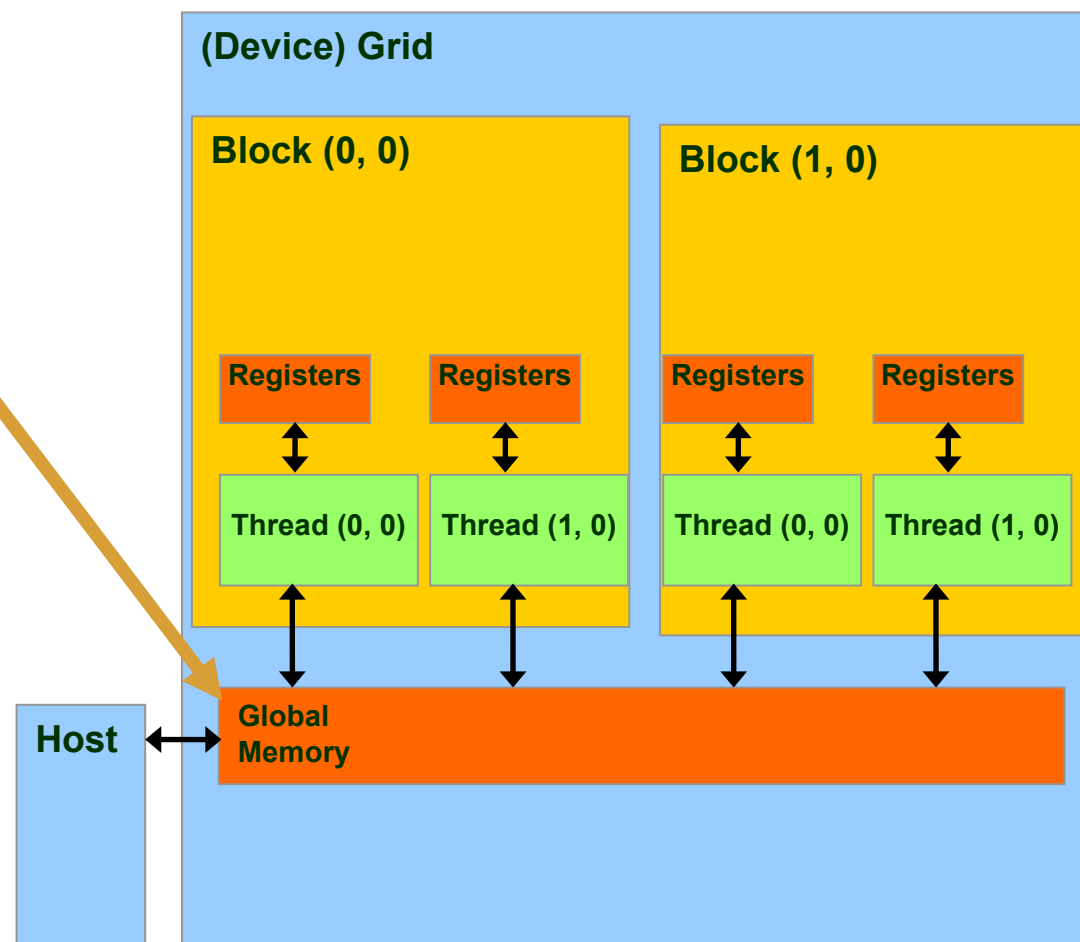 (Device) Grid
Block (0, 0)
Block (1, 0)
Registers
Registers
Registers
Registers
Thread (0, 0)
Thread (1, 0)
Thread (0, 0)
Thread (1, 0)
Global
Memory
Host